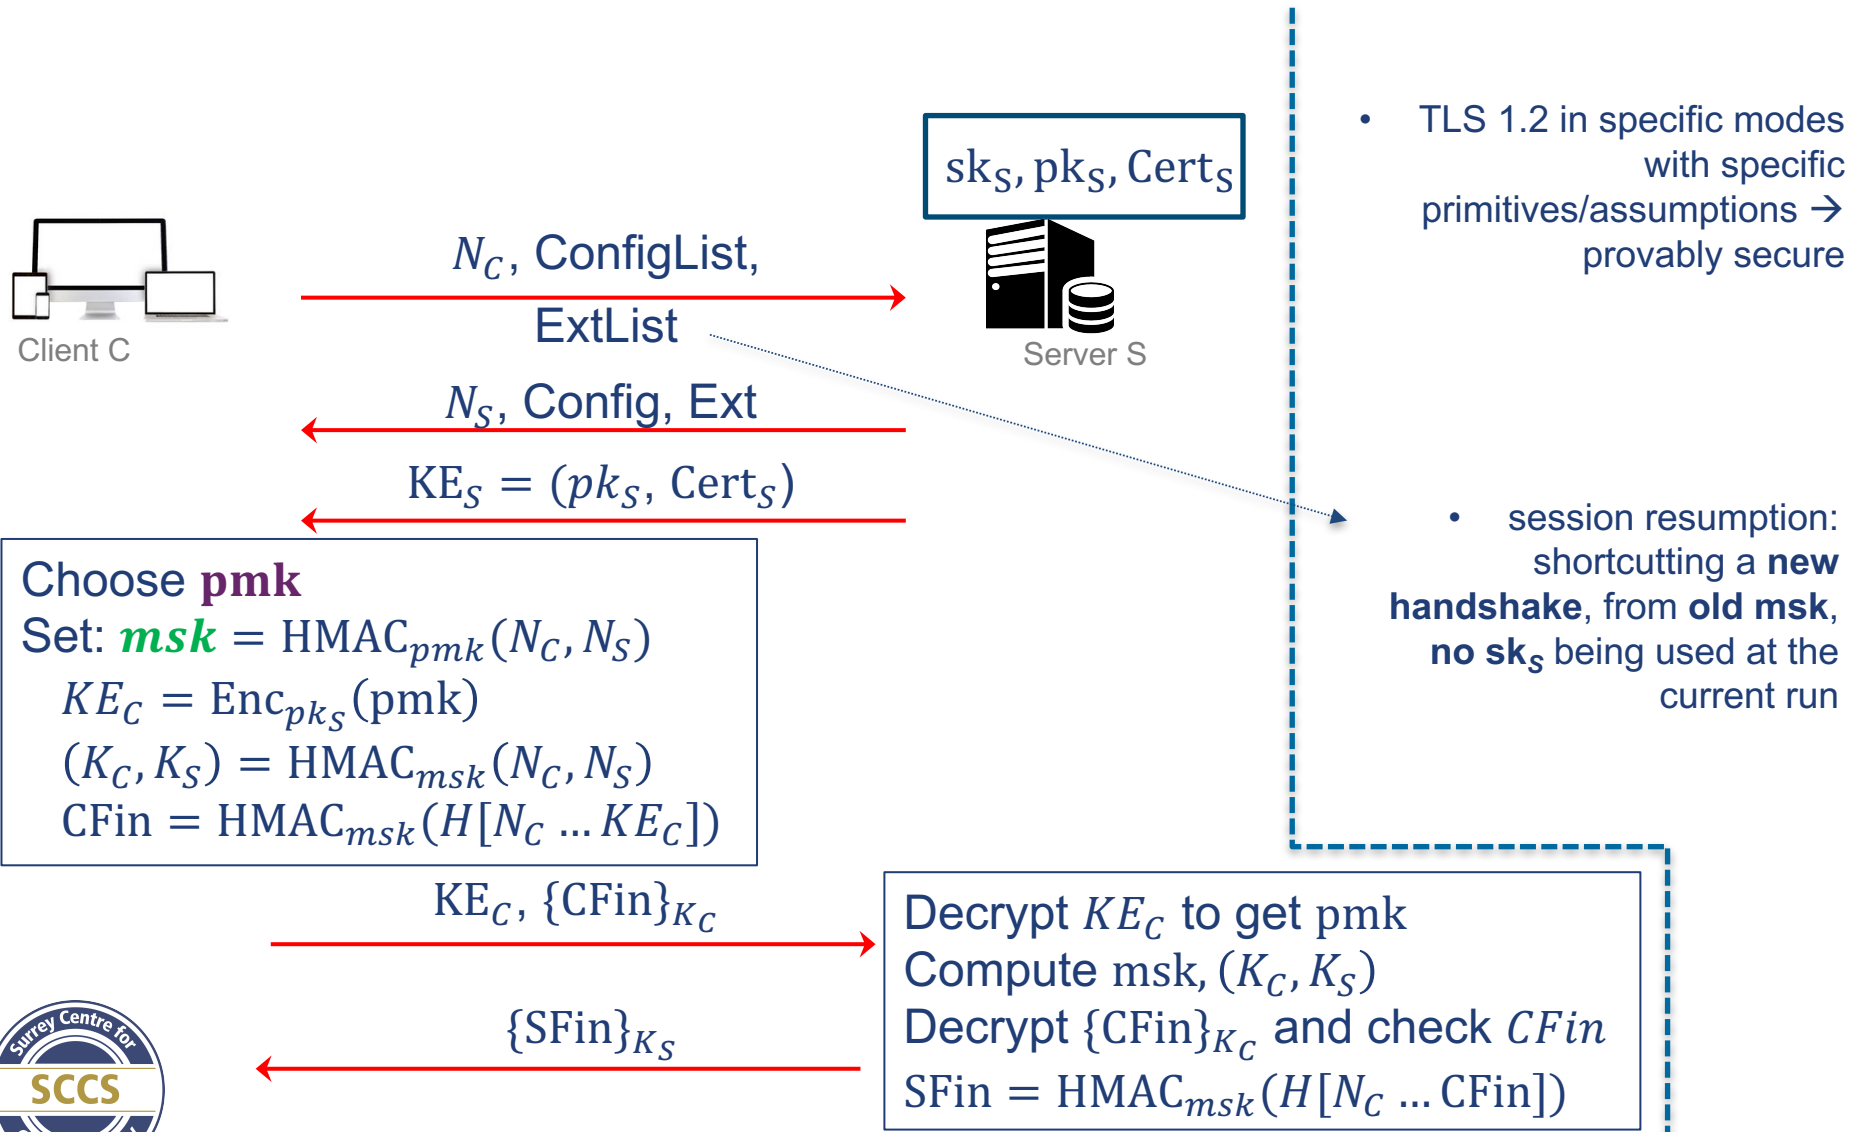 sk_S, pk_S, Cert_S
Client C
Server S
N_C, ConfigList,
ExtList
N_S, Config, Ext
KE_S = (pk_S, Cert_S)
Choose pmk
Set: msk = HMAC_pmk(N_C, N_S)
KE_C = Enc_pk_S(pmk)
(K_C, K_S) = HMAC_msk(N_C, N_S)
CFin = HMAC_msk(H[N_C … KE_C])
KE_C, {CFin}_K_C
{SFin}_K_S
Decrypt KE_C to get pmk
Compute msk, (K_C, K_S)
Decrypt {CFin}_K_C and check CFin
SFin = HMAC_msk(H[N_C … CFin])
• TLS 1.2 in specific modes
with specific
primitives/assumptions →
provably secure
• session resumption:
shortcutting a new
handshake, from old msk,
no sk_S being used at the
current run
Surrey Centre for
SCCS